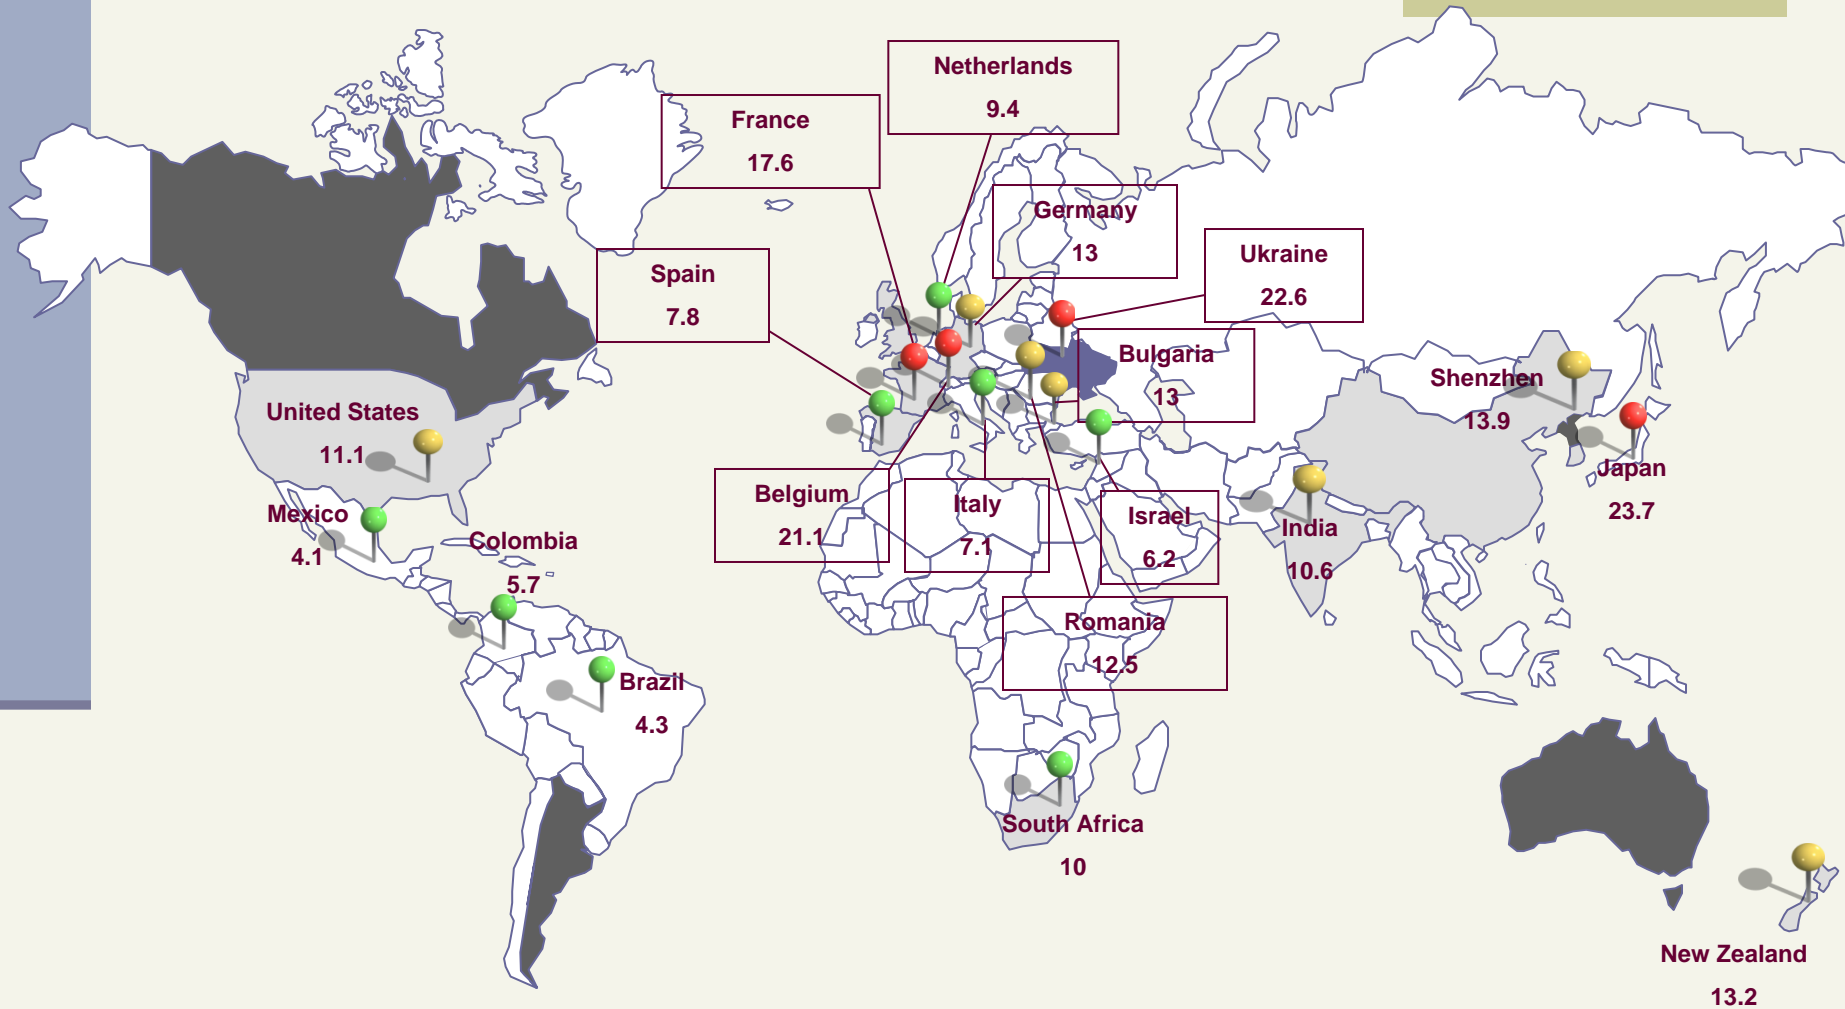 Netherlands
9.4
France
17.6
Germany
13
Ukraine
22.6
Spain
7.8
Bulgaria
13
Shenzhen
13.9
United States
11.1
Japan
23.7
Belgium
21.1
Italy
7.1
Israel
6.2
India
10.6
Mexico
4.1
Colombia
5.7
Romania
12.5
Brazil
4.3
South Africa
10
New Zealand
13.2